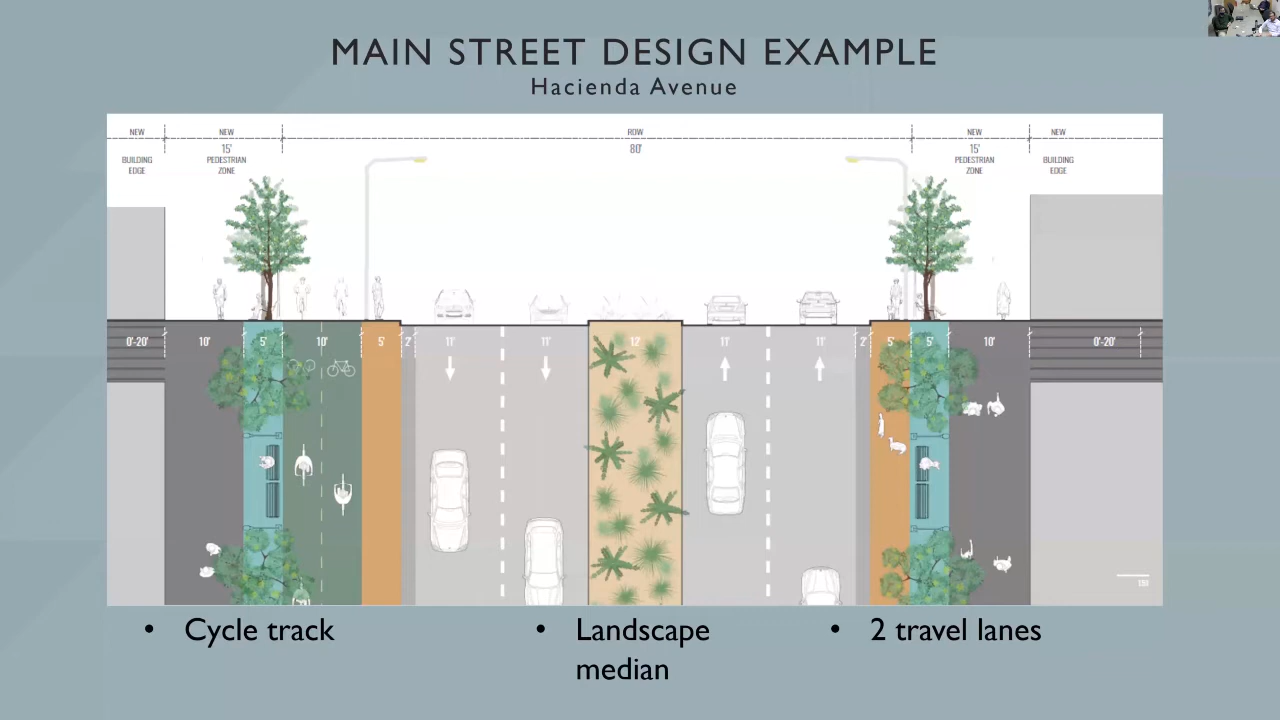 MAIN STREET DESIGN EXAMPLE
Hacienda Avenue
NEW NEW ROW NEW NEW
15' 80' 15'
BUILDING EDGE PEDESTRIAN ZONE PEDESTRIAN ZONE BUILDING EDGE
0'-20' 10' 5' 10' 5' 2' 11' 11' 12' 11' 11' 2' 5' 5' 10' 0'-20'
• Cycle track
• Landscape
median
• 2 travel lanes